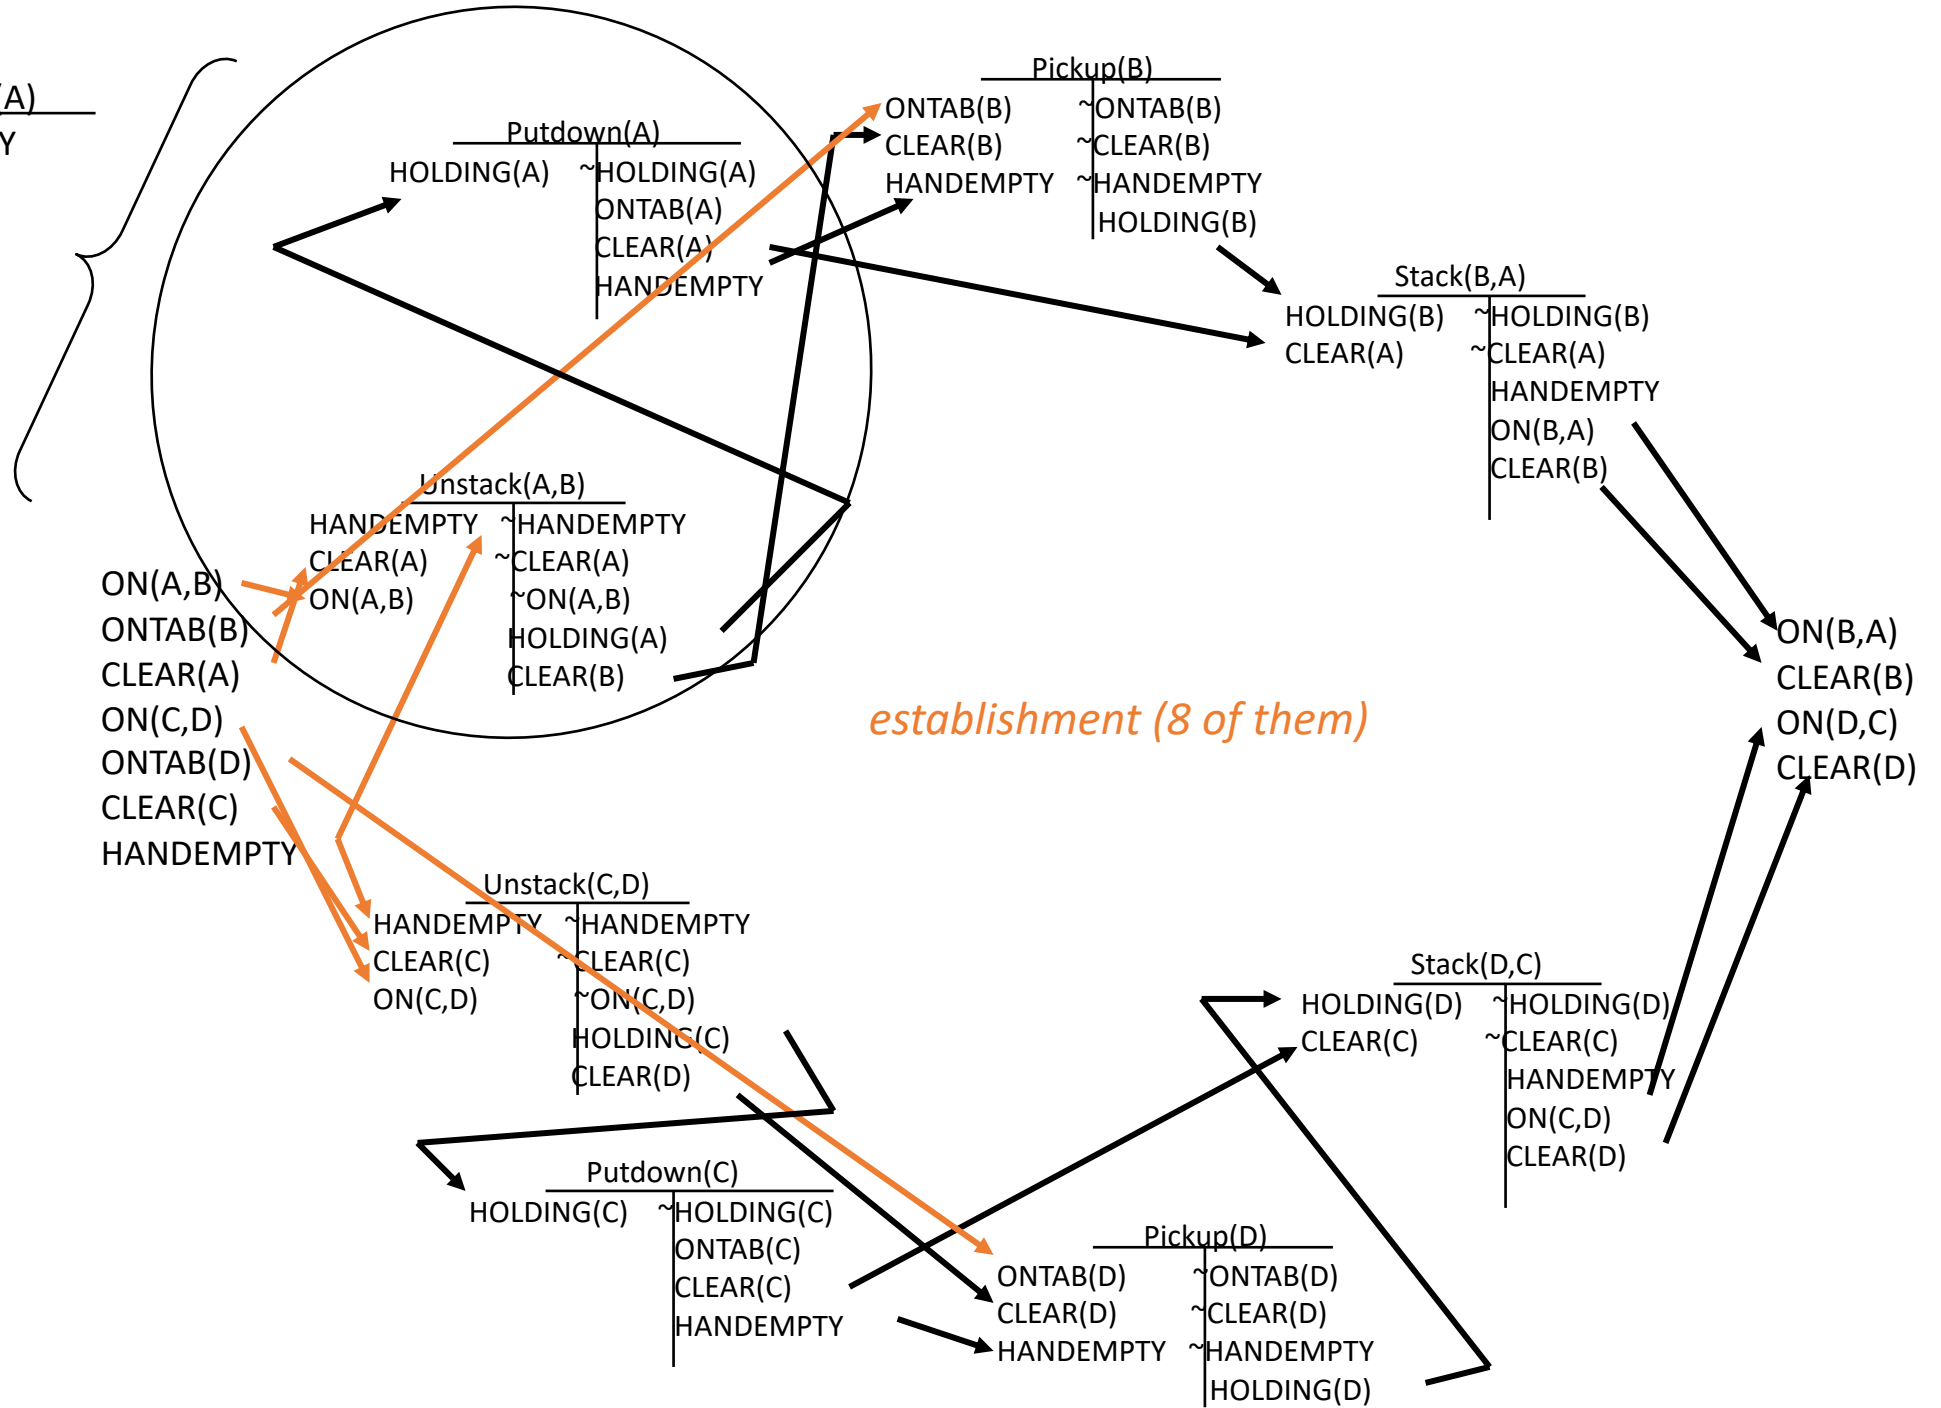 (A)
Y
Putdown(A)
HOLDING(A) ~HOLDING(A)
ONTAB(A)
CLEAR(A)
HANDEMPTY
Pickup(B)
ONTAB(B) ~ONTAB(B)
CLEAR(B) ~CLEAR(B)
HANDEMPTY ~HANDEMPTY
HOLDING(B)
Stack(B,A)
HOLDING(B) ~HOLDING(B)
CLEAR(A) ~CLEAR(A)
HANDEMPTY
ON(B,A)
CLEAR(B)
Unstack(A,B)
HANDEMPTY ~HANDEMPTY
CLEAR(A) ~CLEAR(A)
ON(A,B) ~ON(A,B)
HOLDING(A)
CLEAR(B)
ON(A,B)
ONTAB(B)
CLEAR(A)
ON(C,D)
ONTAB(D)
CLEAR(C)
HANDEMPTY
establishment (8 of them)
ON(B,A)
CLEAR(B)
ON(D,C)
CLEAR(D)
Unstack(C,D)
HANDEMPTY ~HANDEMPTY
CLEAR(C) ~CLEAR(C)
ON(C,D) ~ON(C,D)
HOLDING(C)
CLEAR(D)
Stack(D,C)
HOLDING(D) ~HOLDING(D)
CLEAR(C) ~CLEAR(C)
HANDEMPTY
ON(C,D)
CLEAR(D)
Putdown(C)
HOLDING(C) ~HOLDING(C)
ONTAB(C)
CLEAR(C)
HANDEMPTY
Pickup(D)
ONTAB(D) ~ONTAB(D)
CLEAR(D) ~CLEAR(D)
HANDEMPTY ~HANDEMPTY
HOLDING(D)